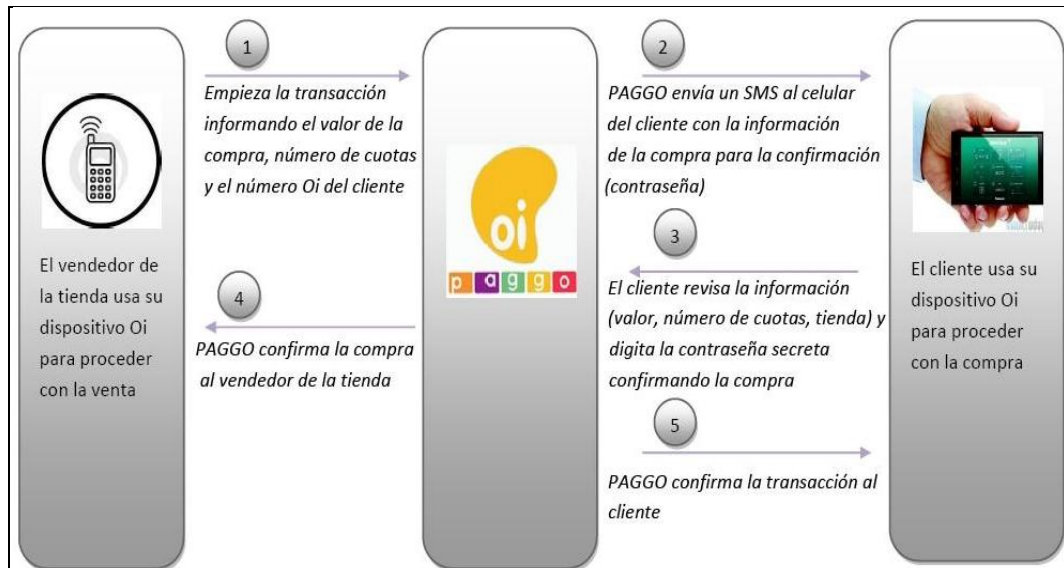 1
Empieza la transacción
informando el valor de la
compra, número de cuotas
y el número Oi del cliente
2
PAGGO envía un SMS al celular
del cliente con la información
de la compra para la confirmación
(contraseña)
oi
paggo
3
El cliente revisa la información
(valor, número de cuotas, tienda) y
digita la contraseña secreta
confirmando la compra
4
PAGGO confirma la compra
al vendedor de la tienda
5
PAGGO confirma la transacción al
cliente
El vendedor de
la tienda usa su
dispositivo Oi
para proceder
con la venta
El cliente usa su
dispositivo Oi
para proceder
con la compra